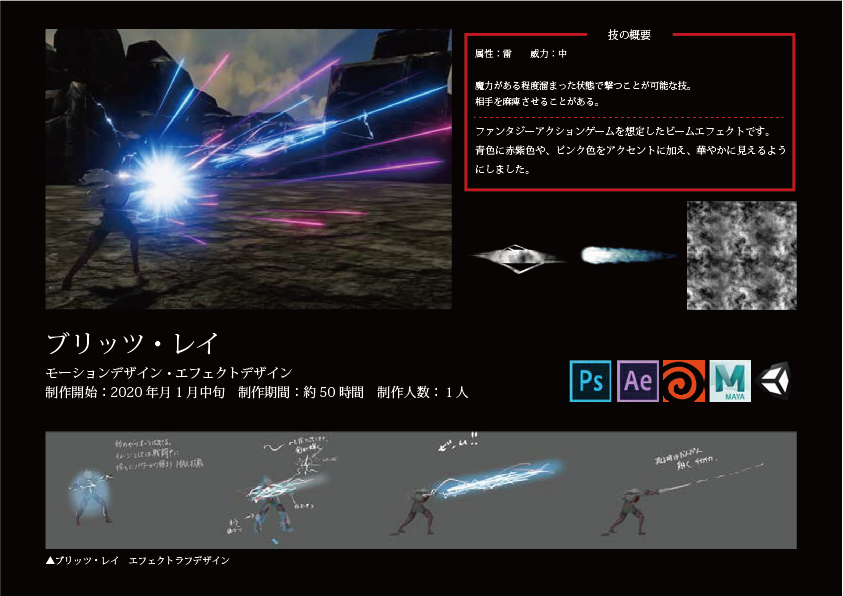 技の概要
属性：雷　威力：中
魔力がある程度溜まった状態で撃つことが可能な技。
相手を麻痺させることがある。
ファンタジーアクションゲームを想定したビームエフェクトです。
青色に赤紫色や、ピンク色をアクセントに加え、華やかに見えるよう
にしました。
ブリッツ・レイ
モーションデザイン・エフェクトデザイン
制作開始：2020 年月 1 月中旬　制作期間：約 50 時間　制作人数：1 人
Ps
Ae
MAYA
▲ブリッツ・レイ　エフェクトラフデザイン